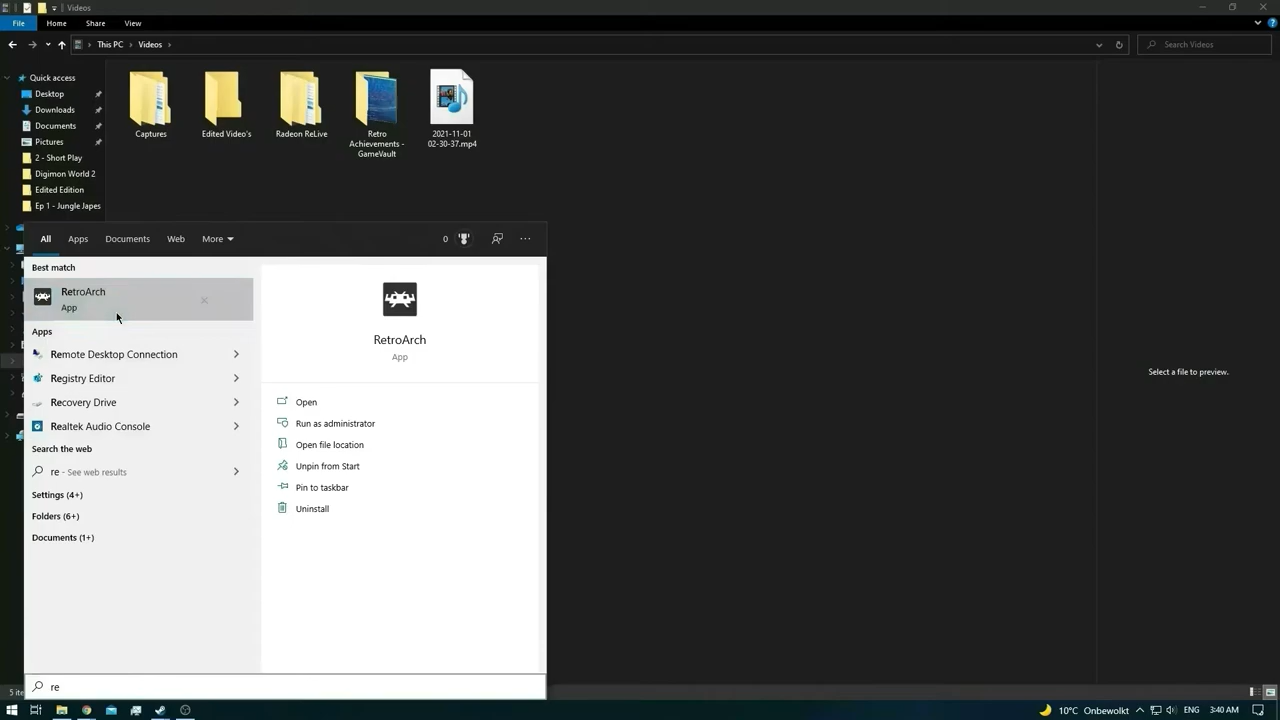 Videos
File
Home
Share
View
This PC
Videos
Search Videos
Quick access
Desktop
Downloads
Documents
Pictures
2 - Short Play
Digimon World 2
Edited Edition
Ep 1 - Jungle Japes
Captures
Edited Video's
Radeon ReLive
Retro
Achievements -
GameVault
2021-11-01
02-30-37.mp4
All
Apps
Documents
Web
More
0
Best match
RetroArch
App
Apps
Remote Desktop Connection
Registry Editor
Recovery Drive
Realtek Audio Console
Search the web
re - See web results
Settings (4+)
Folders (6+)
Documents (1+)
RetroArch
App
Open
Run as administrator
Open file location
Unpin from Start
Pin to taskbar
Uninstall
Select a file to preview.
re
5 ite
10°C Onbewolkt
ENG
3:40 AM